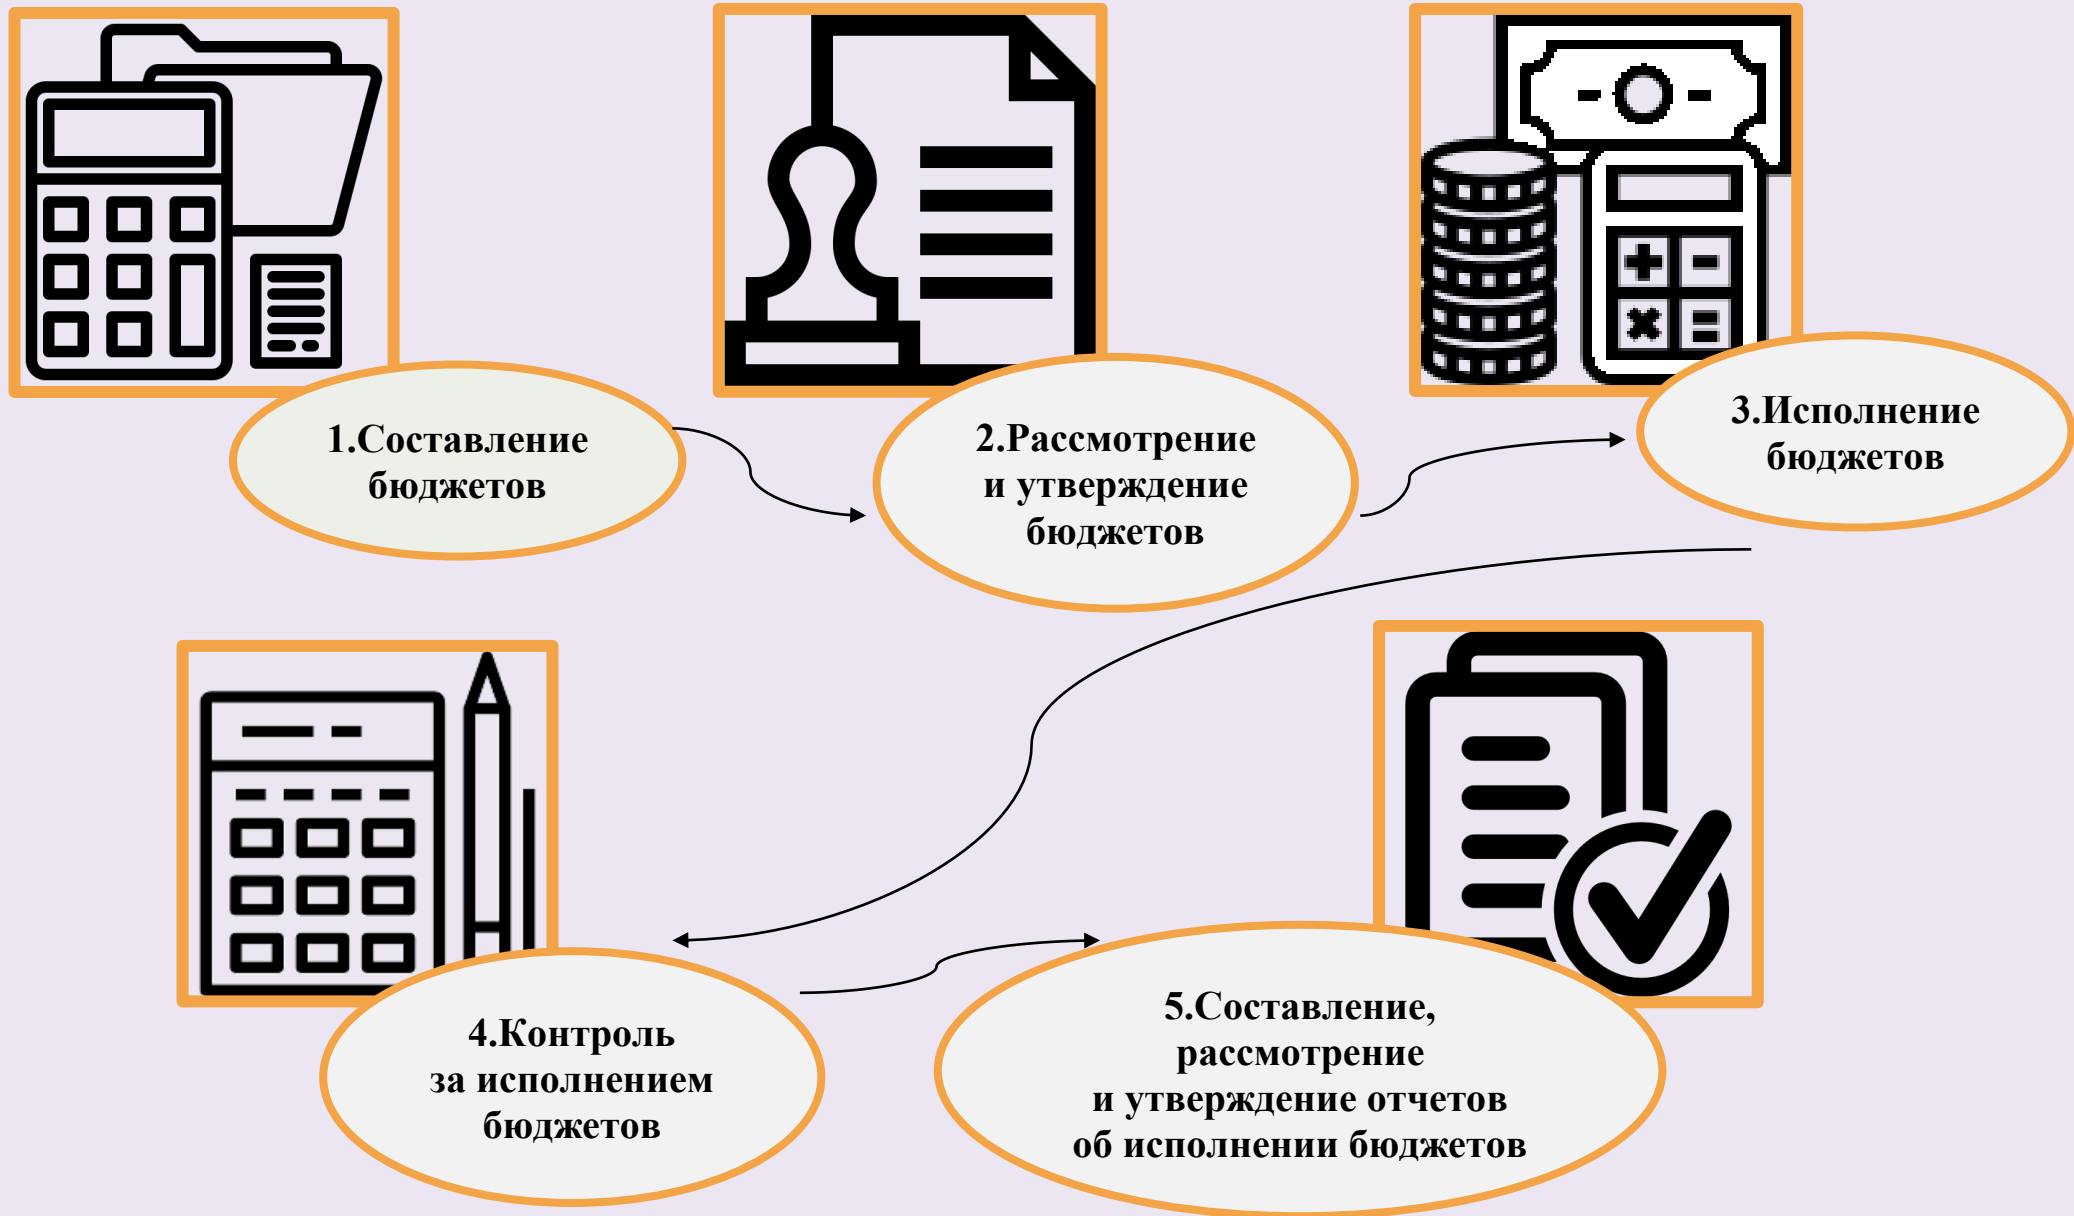 1.Составление
бюджетов
2.Рассмотрение
и утверждение
бюджетов
3.Исполнение
бюджетов
4.Контроль
за исполнением
бюджетов
5.Составление,
рассмотрение
и утверждение отчетов
об исполнении бюджетов